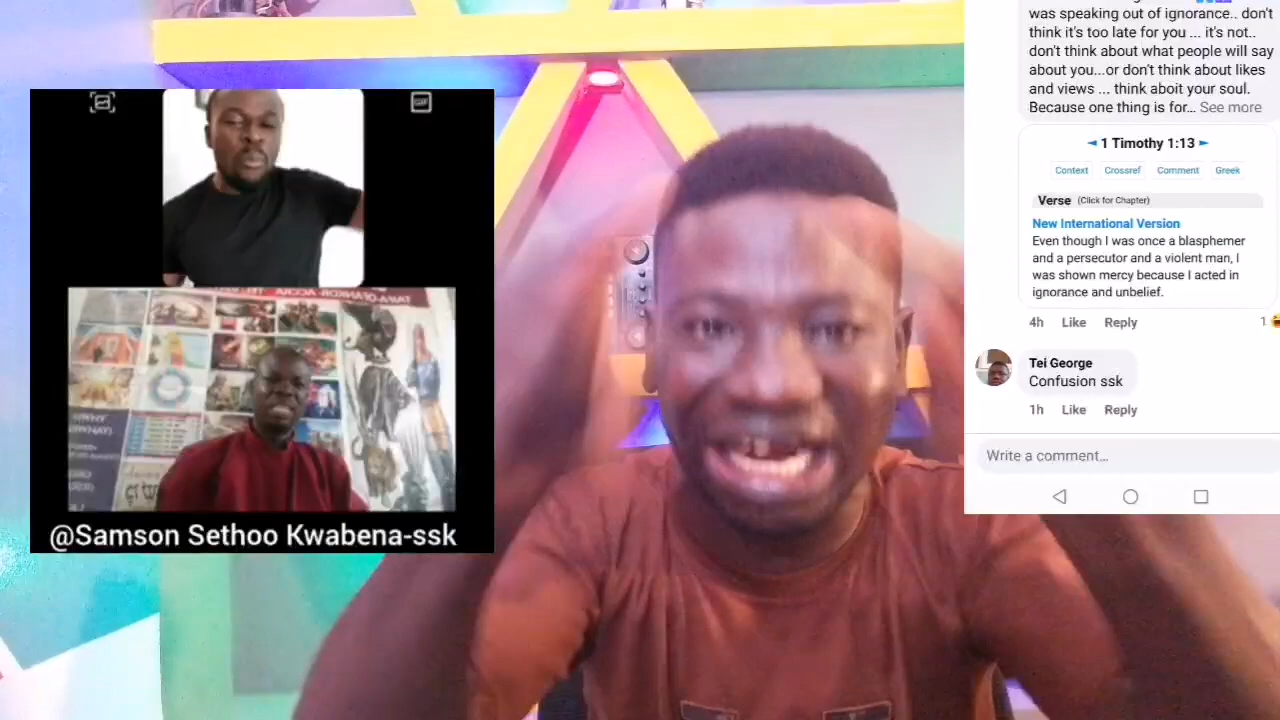 @Samson Sethoo Kwabena-ssk
was speaking out of ignorance.. don't
think it's too late for you ... it's not..
don't think about what people will say
about you...or don't think about likes
and views ... think aboit your soul.
Because one thing is for... See more
◄ 1 Timothy 1:13 ►
Context Crossref Comment Greek
Verse (Click for Chapter)
New International Version
Even though I was once a blasphemer
and a persecutor and a violent man, I
was shown mercy because I acted in
ignorance and unbelief.
4h Like Reply 1
Tei George
Confusion ssk
1h Like Reply
Write a comment...